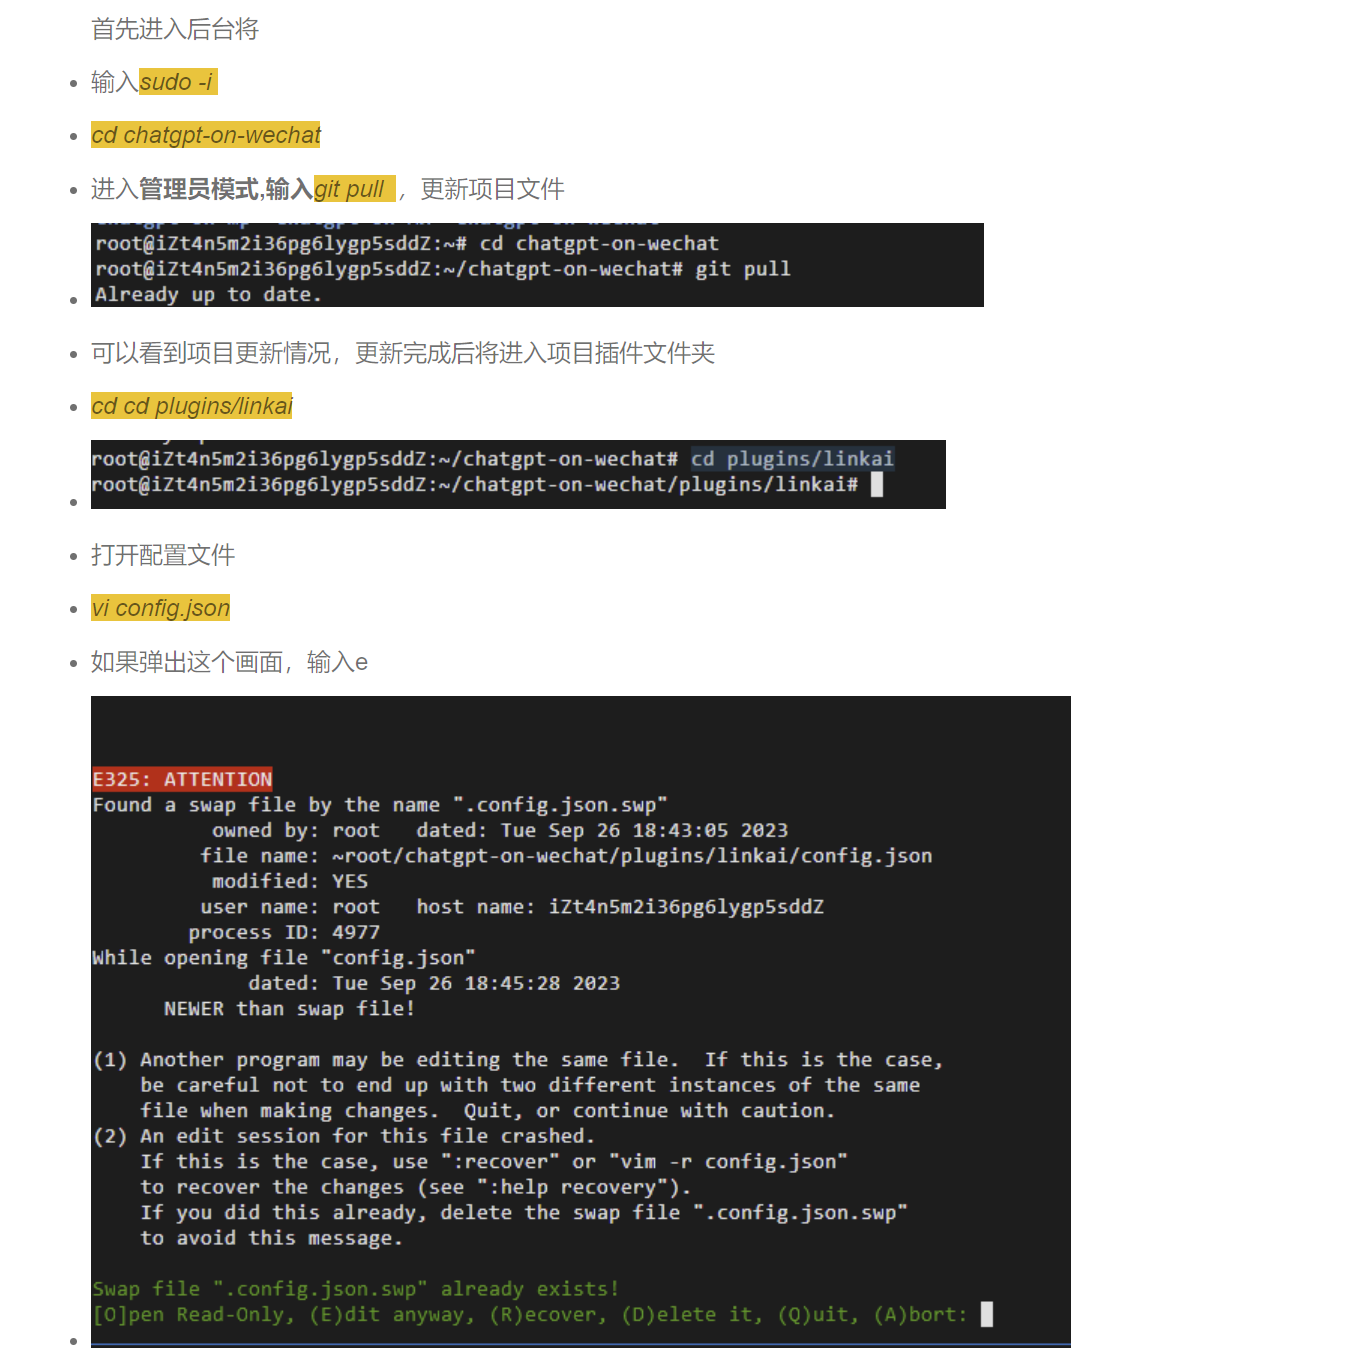 首先进入后台将
输入sudo -i
cd chatgpt-on-wechat
进入管理员模式,输入git pull ，更新项目文件
root@iZt4n5m2i36pg6lygp5sddZ:~# cd chatgpt-on-wechat
root@iZt4n5m2i36pg6lygp5sddZ:~/chatgpt-on-wechat# git pull
Already up to date.
可以看到项目更新情况，更新完成后将进入项目插件文件夹
cd cd plugins/linkai
root@iZt4n5m2i36pg6lygp5sddZ:~/chatgpt-on-wechat# cd plugins/linkai
root@iZt4n5m2i36pg6lygp5sddZ:~/chatgpt-on-wechat/plugins/linkai#
打开配置文件
vi config.json
如果弹出这个画面，输入e
E325: ATTENTION
Found a swap file by the name ".config.json.swp"
owned by: root   dated: Tue Sep 26 18:43:05 2023
file name: ~root/chatgpt-on-wechat/plugins/linkai/config.json
modified: YES
user name: root   host name: iZt4n5m2i36pg6lygp5sddZ
process ID: 4977
While opening file "config.json"
dated: Tue Sep 26 18:45:28 2023
NEWER than swap file!
(1) Another program may be editing the same file.  If this is the case,
be careful not to end up with two different instances of the same
file when making changes.  Quit, or continue with caution.
(2) An edit session for this file crashed.
If this is the case, use ":recover" or "vim -r config.json"
to recover the changes (see ":help recovery").
If you did this already, delete the swap file ".config.json.swp"
to avoid this message.
Swap file ".config.json.swp" already exists!
[O]pen Read-Only, (E)dit anyway, (R)ecover, (D)elete it, (Q)uit, (A)bort: